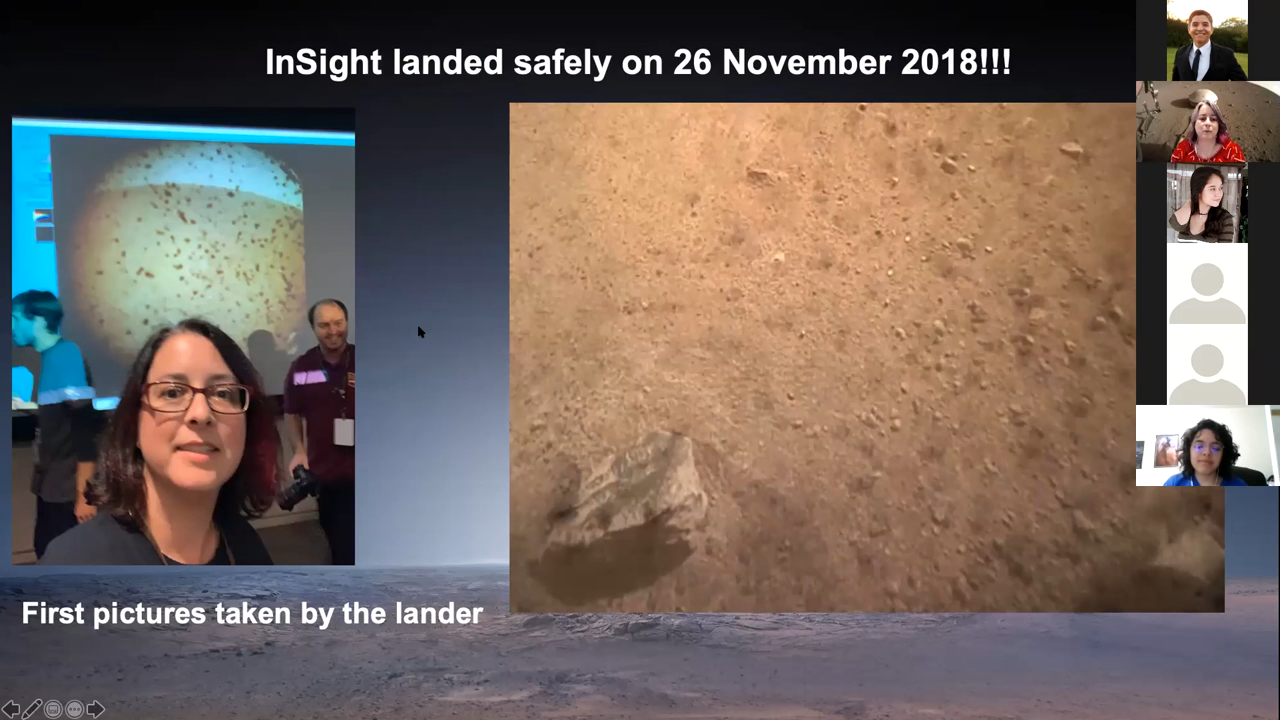 InSight landed safely on 26 November 2018!!!
First pictures taken by the lander